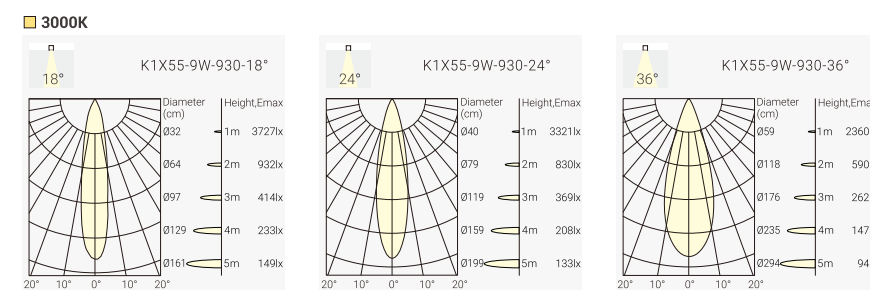 3000K
18°
K1X55-9W-930-18°
Diameter Height,Emax
(cm)
Ø32 1m 3727lx
Ø64 2m 932lx
Ø97 3m 414lx
Ø129 4m 233lx
Ø161 5m 149lx
20° 10° 0° 10° 20°
24°
K1X55-9W-930-24°
Diameter Height,Emax
(cm)
Ø40 1m 3321lx
Ø79 2m 830lx
Ø119 3m 369lx
Ø159 4m 208lx
Ø199 5m 133lx
20° 10° 0° 10° 20°
36°
K1X55-9W-930-36°
Diameter Height,Ema
(cm)
Ø59 1m 2360
Ø118 2m 590
Ø176 3m 262
Ø235 4m 147
Ø294 5m 94
20° 10° 0° 10° 20°